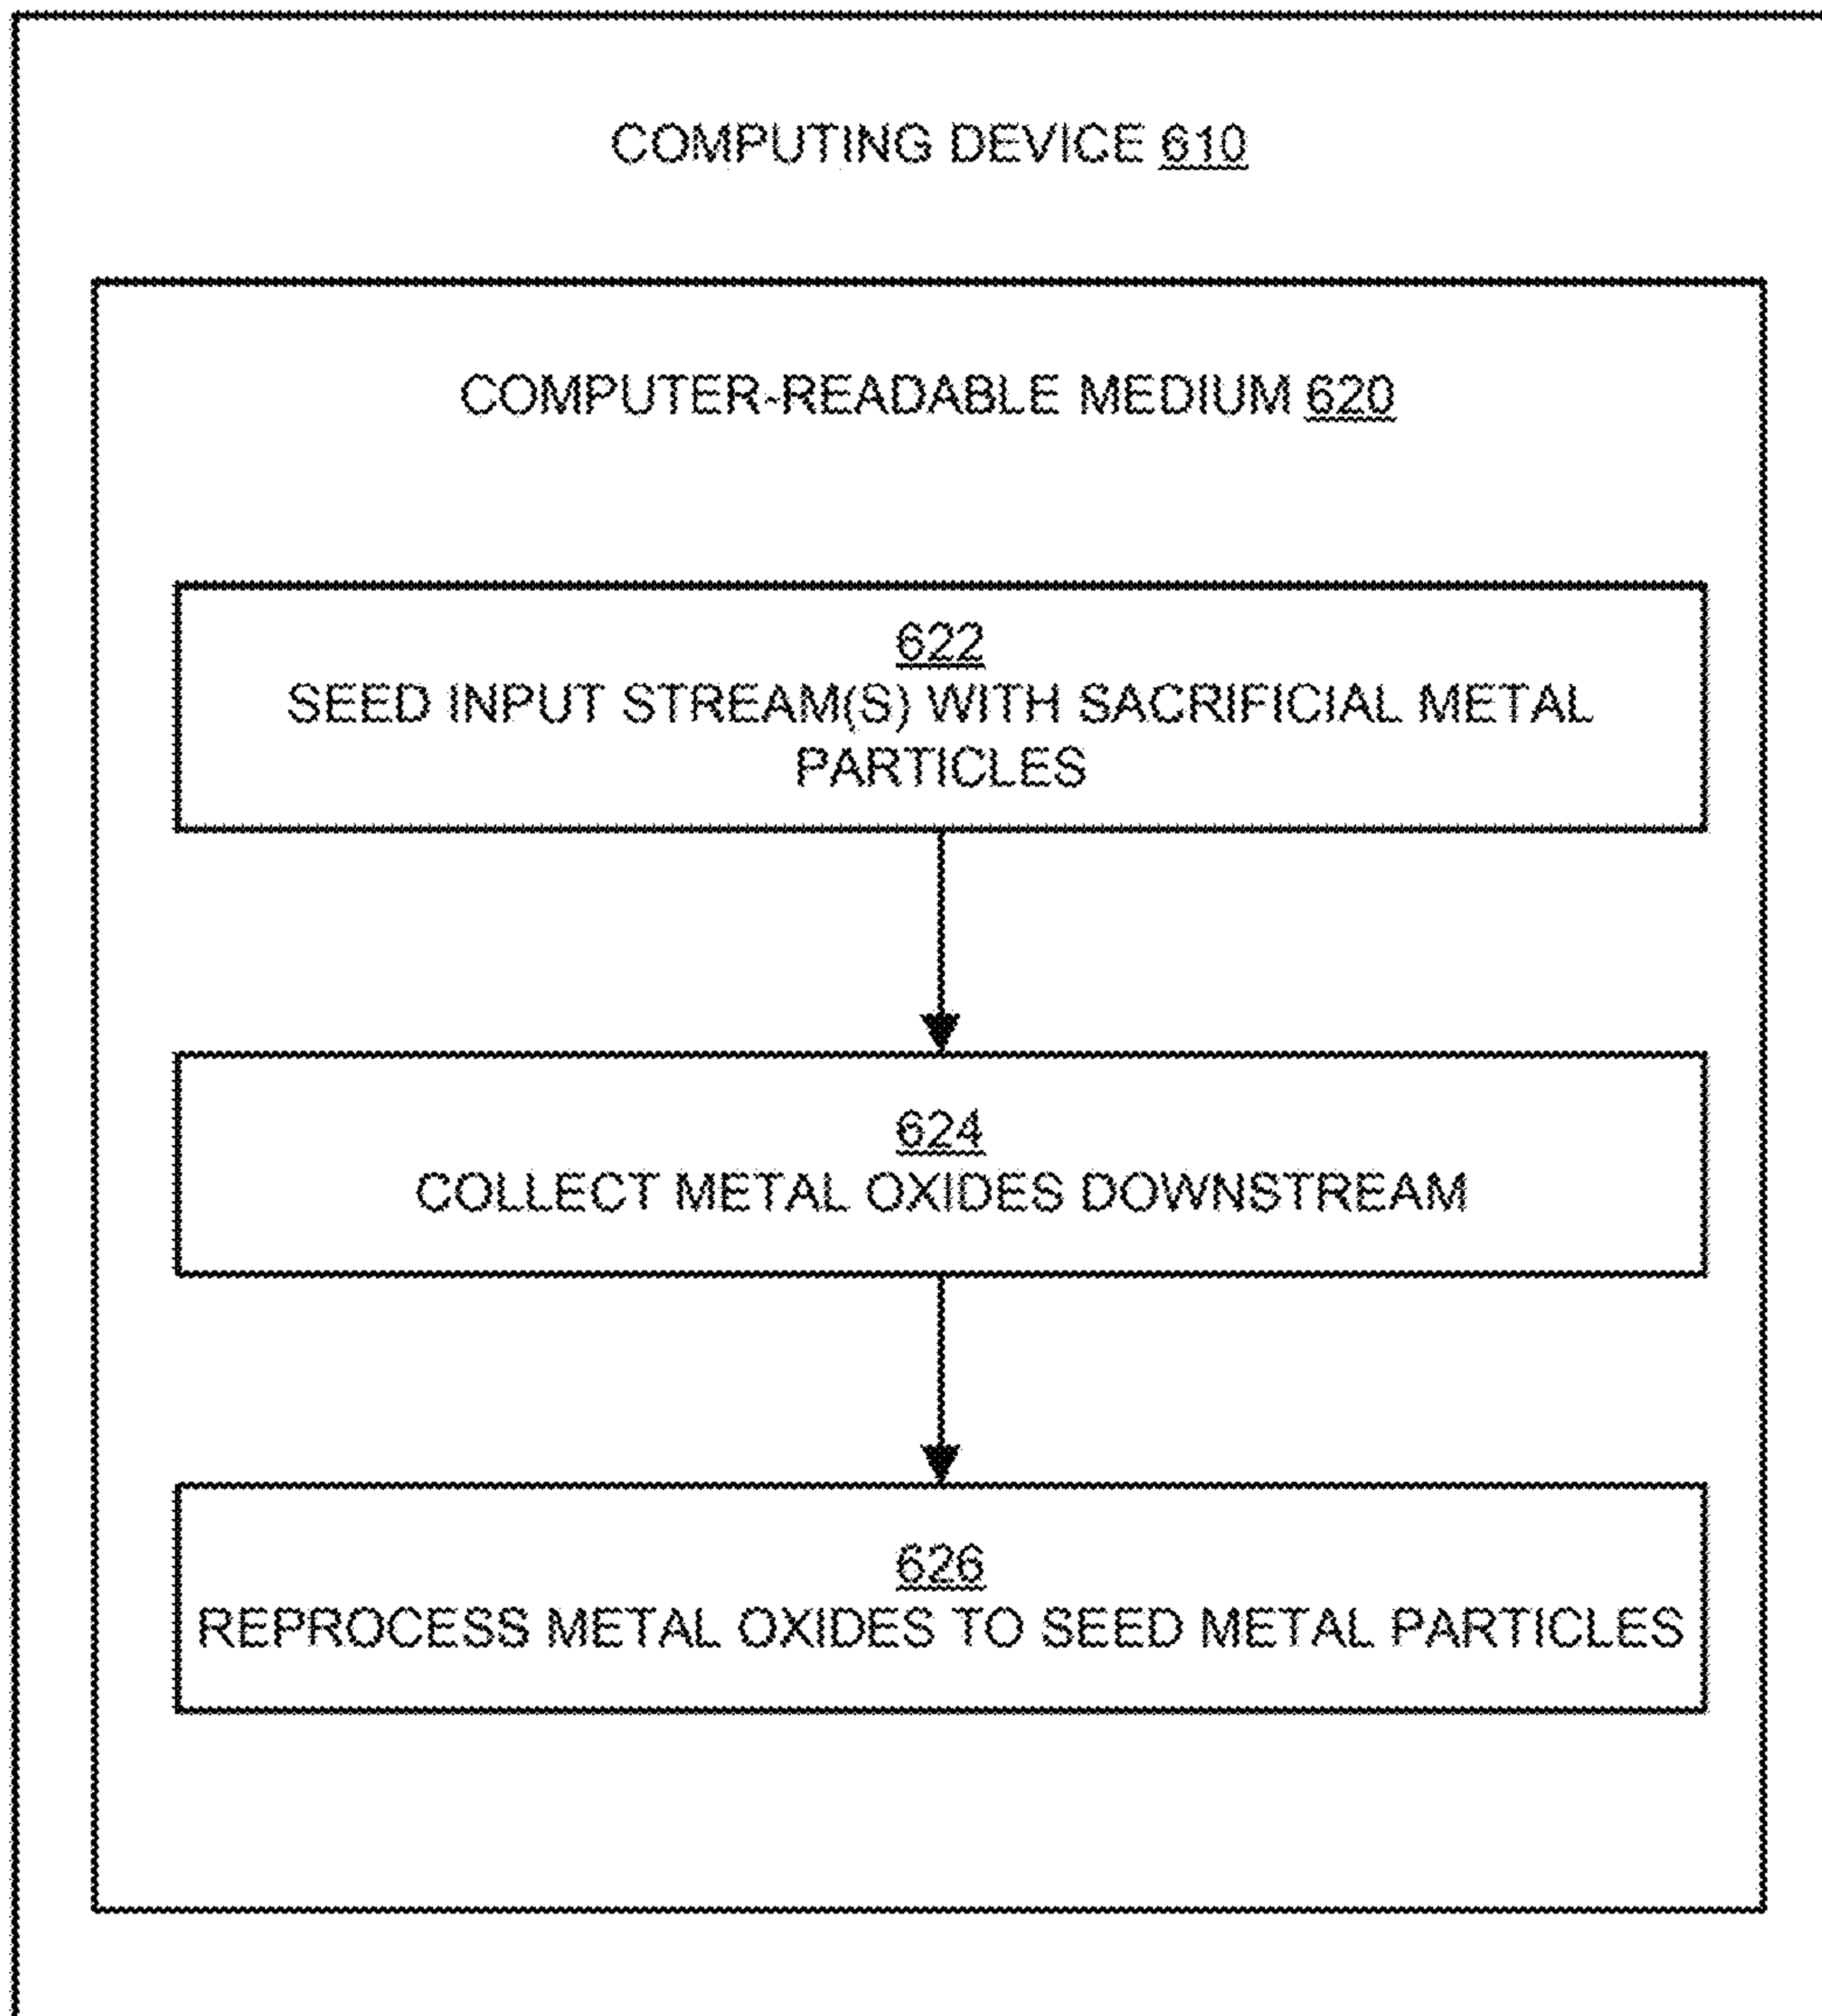 COMPUTING DEVICE 610
COMPUTER-READABLE MEDIUM 620
622
SEED INPUT STREAM(S) WITH SACRIFICIAL METAL
PARTICLES
624
COLLECT METAL OXIDES DOWNSTREAM
626
REPROCESS METAL OXIDES TO SEED METAL PARTICLES